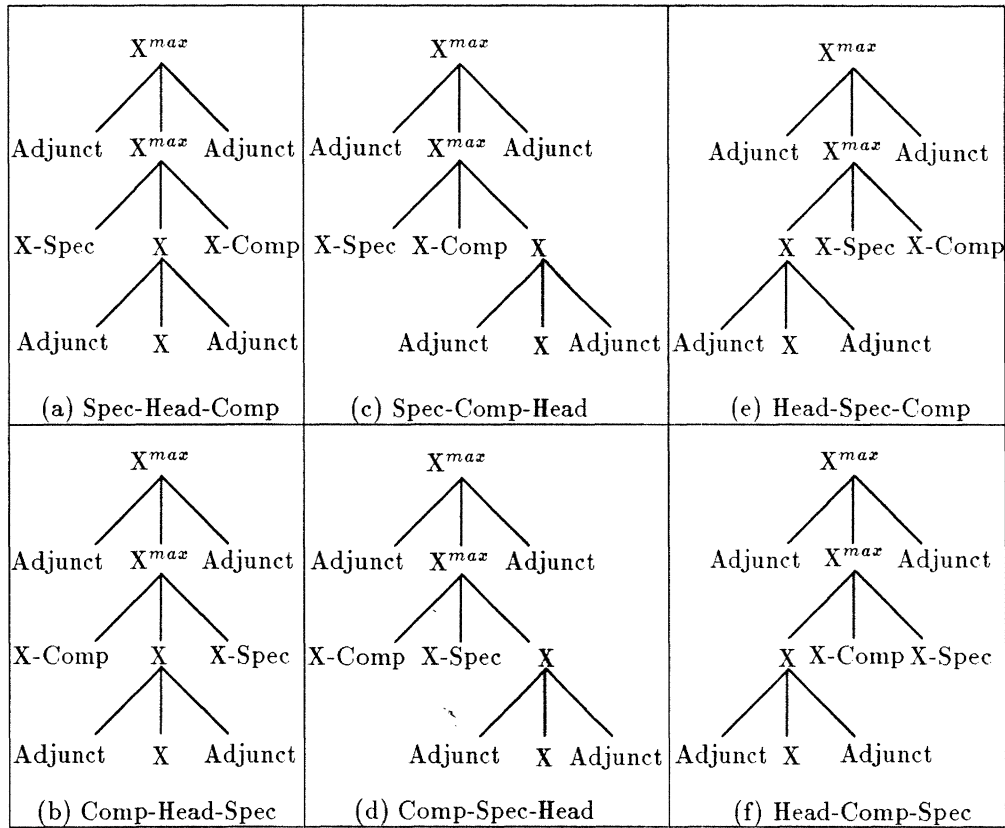 X^max
Adjunct X^max Adjunct
X-Spec X X-Comp
Adjunct X Adjunct
(a) Spec-Head-Comp
X^max
Adjunct X^max Adjunct
X-Spec X-Comp X
Adjunct X Adjunct
(c) Spec-Comp-Head
X^max
Adjunct X^max Adjunct
X X-Spec X-Comp
Adjunct X Adjunct
(e) Head-Spec-Comp
X^max
Adjunct X^max Adjunct
X-Comp X X-Spec
Adjunct X Adjunct
(b) Comp-Head-Spec
X^max
Adjunct X^max Adjunct
X-Comp X-Spec X
Adjunct X Adjunct
(d) Comp-Spec-Head
X^max
Adjunct X^max Adjunct
X X-Comp X-Spec
Adjunct X Adjunct
(f) Head-Comp-Spec